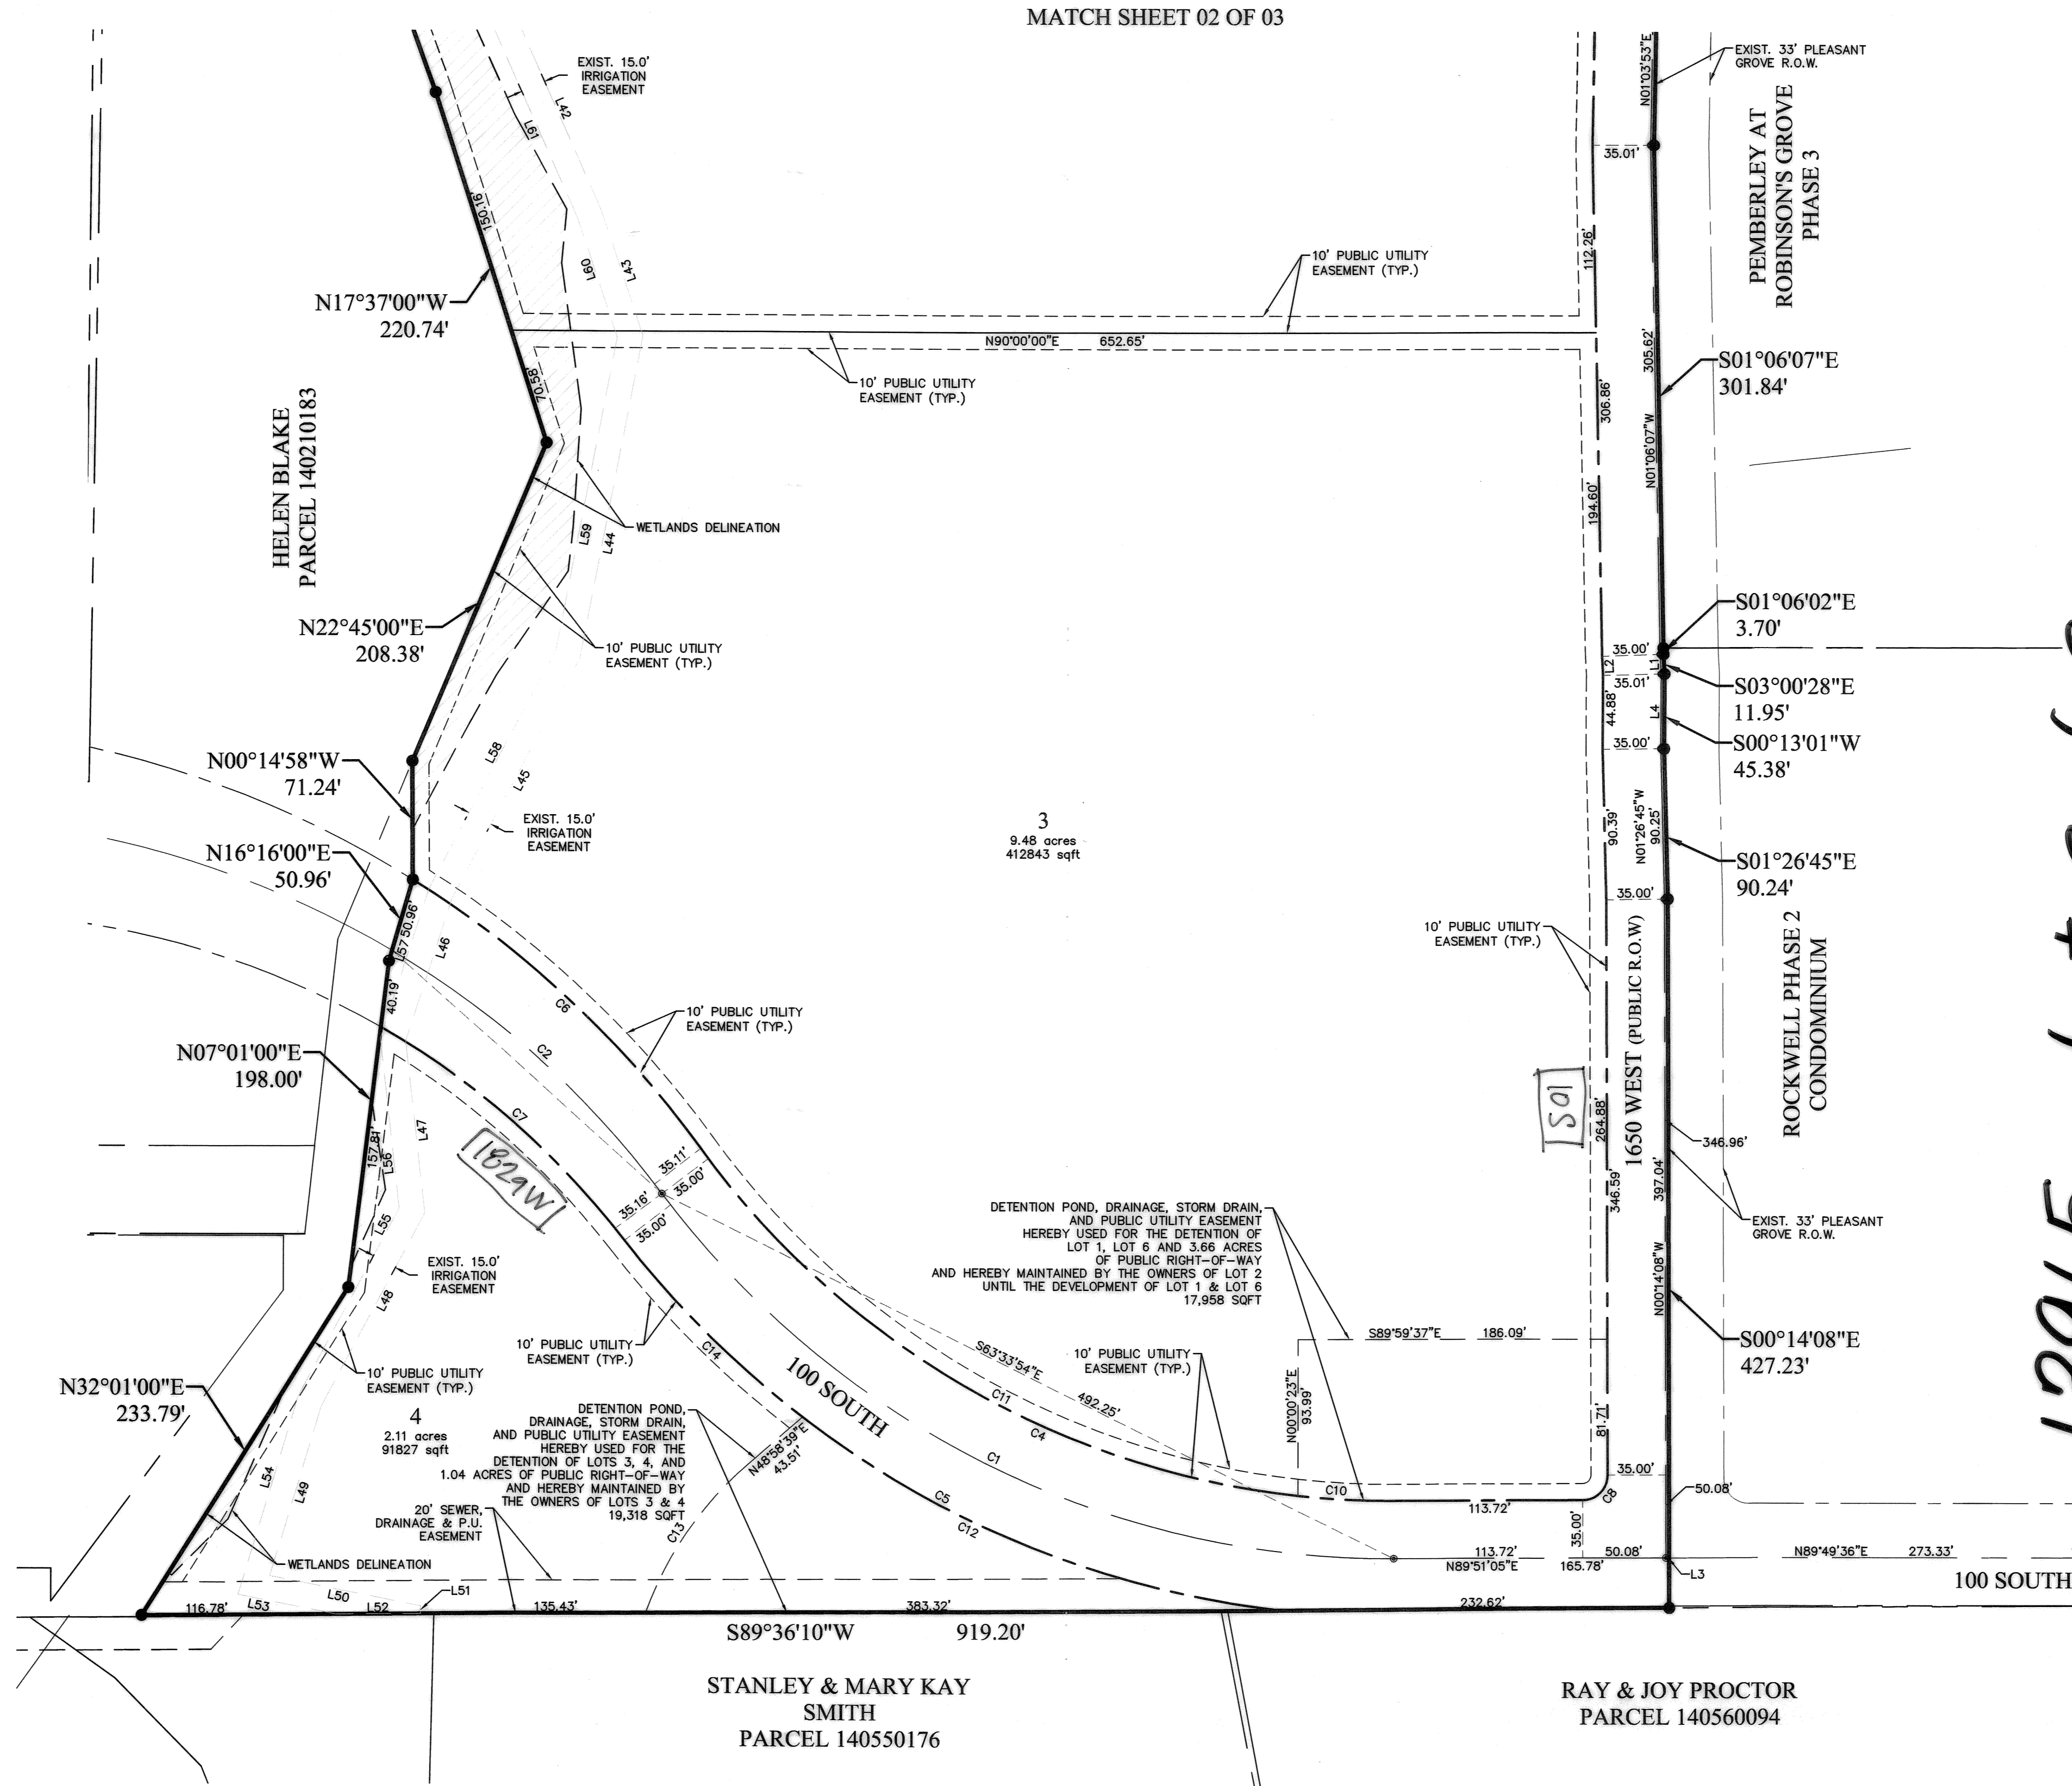 MATCH SHEET 02 OF 03
EXIST. 15.0'
IRRIGATION
EASEMENT
L42
L61
N01°03'53"E
EXIST. 33' PLEASANT
GROVE R.O.W.
35.01'
PEMBERLEY AT
ROBINSON'S GROVE
PHASE 3
150.16'
L60
L43
112.26'
10' PUBLIC UTILITY
EASEMENT (TYP.)
N17°37'00"W
220.74'
N90°00'00"E 652.65'
305.62'
S01°06'07"E
301.84'
70.58'
10' PUBLIC UTILITY
EASEMENT (TYP.)
306.86'
N01°06'07"W
HELEN BLAKE
PARCEL 140210183
194.60'
WETLANDS DELINEATION
L59
L44
N22°45'00"E
208.38'
10' PUBLIC UTILITY
EASEMENT (TYP.)
S01°06'02"E
3.70'
35.00'
L2
L1
35.01'
S03°00'28"E
11.95'
44.88'
L4
S00°13'01"W
45.38'
35.00'
N00°14'58"W
71.24'
L58
L45
EXIST. 15.0'
IRRIGATION
EASEMENT
3
9.48 acres
412843 sqft
90.39'
N01°26'45"W
90.25'
S01°26'45"E
90.24'
N16°16'00"E
50.96'
35.00'
50.96'
L57
L46
40.19'
10' PUBLIC UTILITY
EASEMENT (TYP.)
1650 WEST (PUBLIC R.O.W)
ROCKWELL PHASE 2
CONDOMINIUM
C6
C2
10' PUBLIC UTILITY
EASEMENT (TYP.)
N07°01'00"E
198.00'
C7
L47
157.81'
L56
1829W
35.11'
35.00'
35.16'
35.00'
264.88'
346.96'
397.04'
346.59'
DETENTION POND, DRAINAGE, STORM DRAIN,
AND PUBLIC UTILITY EASEMENT
HEREBY USED FOR THE DETENTION OF
LOT 1, LOT 6 AND 3.66 ACRES
OF PUBLIC RIGHT-OF-WAY
AND HEREBY MAINTAINED BY THE OWNERS OF LOT 2
UNTIL THE DEVELOPMENT OF LOT 1 & LOT 6
17,958 SQFT
EXIST. 33' PLEASANT
GROVE R.O.W.
L55
EXIST. 15.0'
IRRIGATION
EASEMENT
L48
N00°14'08"W
S00°14'08"E
427.23'
S89°59'37"E 186.09'
10' PUBLIC UTILITY
EASEMENT (TYP.)
C14
10' PUBLIC UTILITY
EASEMENT (TYP.)
S63°33'54"E 492.25'
10' PUBLIC UTILITY
EASEMENT (TYP.)
N00°00'23"E
93.99'
N32°01'00"E
233.79'
100 SOUTH
C11
C4
81.71'
4
2.11 acres
91827 sqft
DETENTION POND,
DRAINAGE, STORM DRAIN,
AND PUBLIC UTILITY EASEMENT
HEREBY USED FOR THE
DETENTION OF LOTS 3, 4, AND
1.04 ACRES OF PUBLIC RIGHT-OF-WAY
AND HEREBY MAINTAINED BY
THE OWNERS OF LOTS 3 & 4
19,318 SQFT
N48°58'39"E
43.51'
C1
L54
L49
35.00'
50.08'
C10
C8
113.72'
20' SEWER,
DRAINAGE & P.U.
EASEMENT
C13
C5
C12
35.00'
WETLANDS DELINEATION
113.72'
50.08'
N89°51'05"E 165.78'
N89°49'36"E 273.33'
L3
100 SOUTH
L50
L51
116.78'
L53
L52
135.43'
383.32'
232.62'
S89°36'10"W 919.20'
STANLEY & MARY KAY
SMITH
PARCEL 140550176
RAY & JOY PROCTOR
PARCEL 140560094